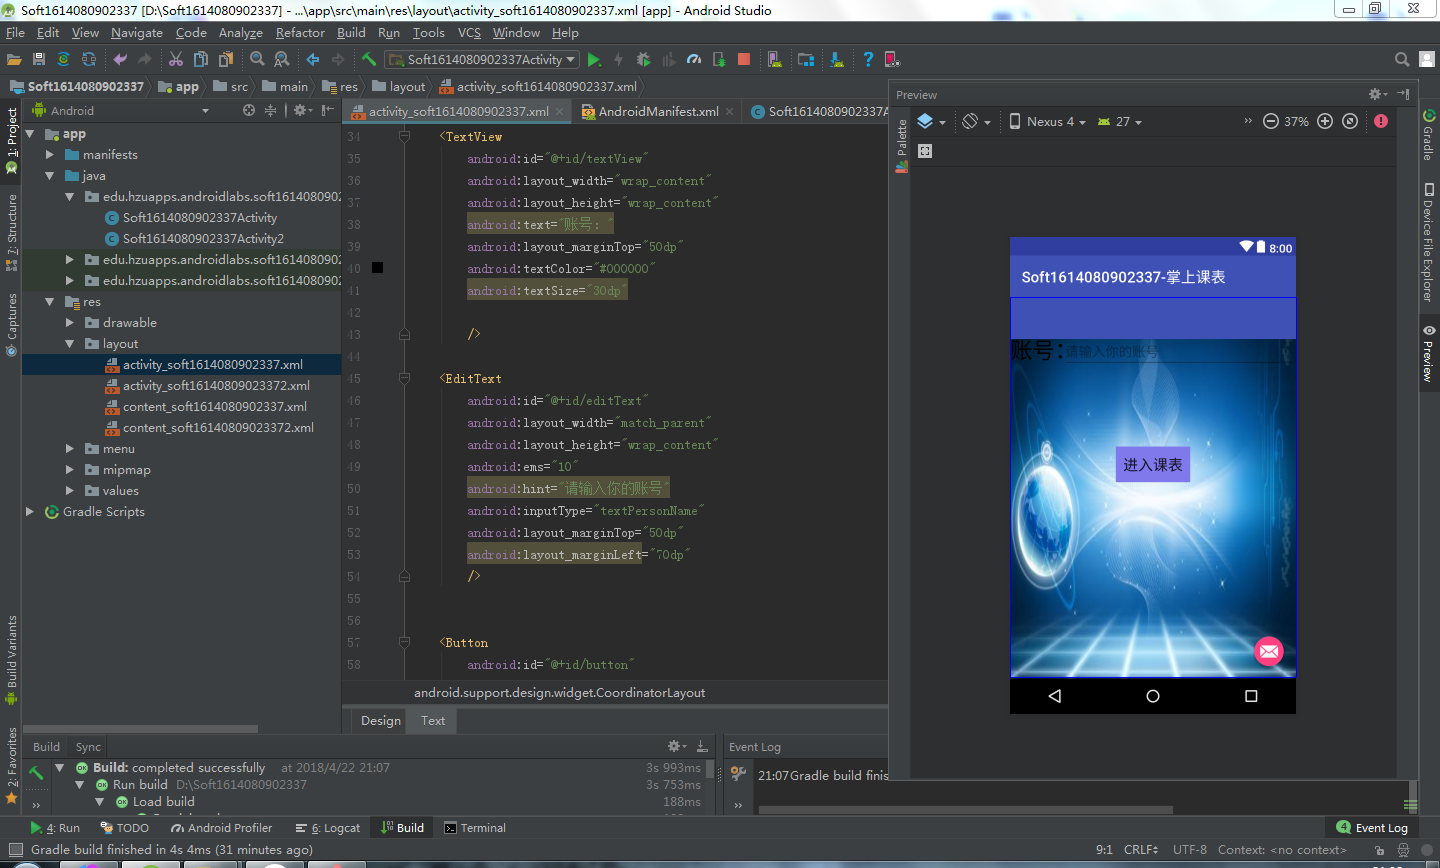 Soft1614080902337 [D:\Soft1614080902337] - ...\app\src\main\res\layout\activity_soft1614080902337.xml [app] - Android Studio
File Edit View Navigate Code Analyze Refactor Build Run Tools VCS Window Help
Soft1614080902337Activity
Soft1614080902337 app src main res layout activity_soft1614080902337.xml
Android
activity_soft1614080902337.xml AndroidManifest.xml Soft1614080902337A
1: Project
7: Structure
Captures
Build Variants
2: Favorites
app
manifests
java
edu.hzuapps.androidlabs.soft161408090
Soft1614080902337Activity
Soft1614080902337Activity2
edu.hzuapps.androidlabs.soft161408090
edu.hzuapps.androidlabs.soft161408090
res
drawable
layout
activity_soft1614080902337.xml
activity_soft16140809023372.xml
content_soft1614080902337.xml
content_soft16140809023372.xml
menu
mipmap
values
Gradle Scripts
34 <TextView
35 android:id="@+id/textView"
36 android:layout_width="wrap_content"
37 android:layout_height="wrap_content"
38 android:text="账号："
39 android:layout_marginTop="50dp"
40 android:textColor="#000000"
41 android:textSize="30dp"
42
43 />
44
45 <EditText
46 android:id="@+id/editText"
47 android:layout_width="match_parent"
48 android:layout_height="wrap_content"
49 android:ems="10"
50 android:hint="请输入你的账号"
51 android:inputType="textPersonName"
52 android:layout_marginTop="50dp"
53 android:layout_marginLeft="70dp"
54 />
55
56
57 <Button
58 android:id="@+id/button"
android.support.design.widget.CoordinatorLayout
Design Text
Preview
Palette
Nexus 4 27 37%
8:00
Soft1614080902337-掌上课表
账号：请输入你的账号
进入课表
Gradle
Device File Explorer
Preview
Build Sync
Build: completed successfully at 2018/4/22 21:07 3s 993ms
Run build D:\Soft1614080902337 3s 753ms
Load build 188ms
Event Log
21:07 Gradle build finis
4: Run TODO Android Profiler 6: Logcat Build Terminal 4 Event Log
Gradle build finished in 4s 4ms (31 minutes ago) 9:1 CRLF UTF-8 Context: <no context>